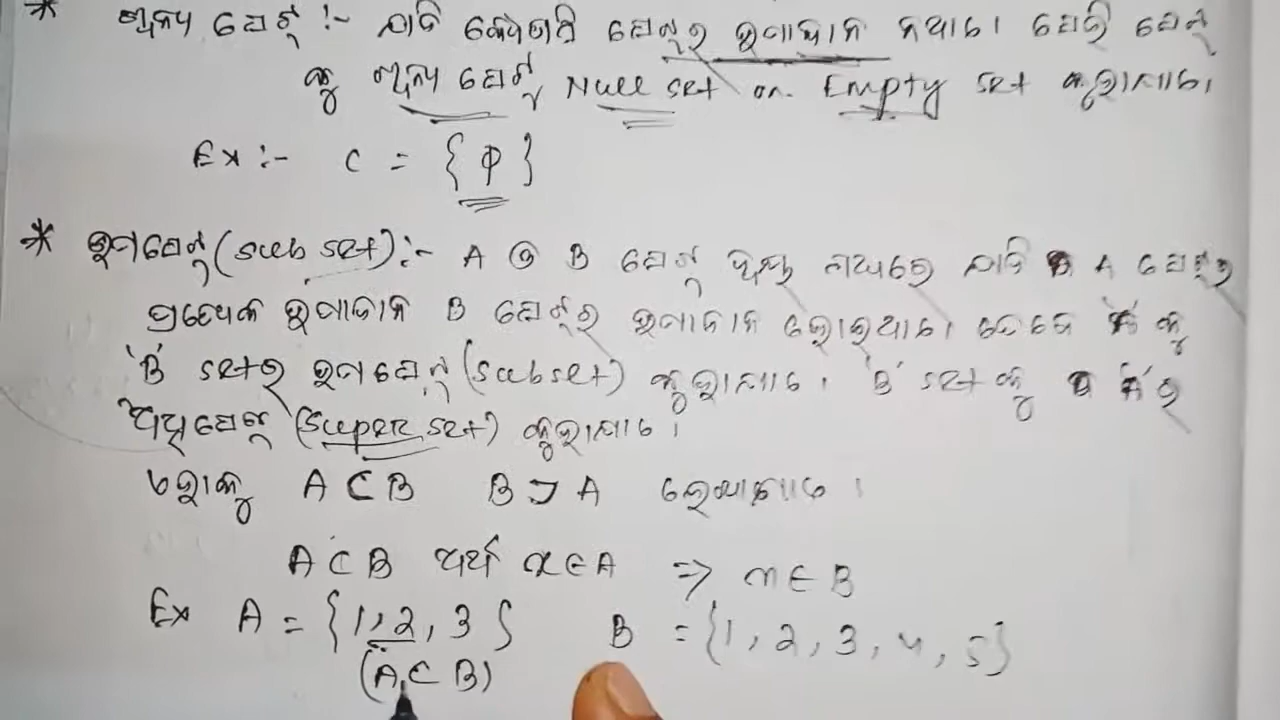 * ଶୂନ୍ୟ ସେଟ୍ :- ଯଦି କୌଣସି ସେଟ୍‌ର ଉପାଦାନ ନଥାଏ। ସେହି ସେଟ୍
କୁ ଶୂନ୍ୟ ସେଟ୍ Null set or Empty set କୁହାଯାଏ।
Ex :- C = {φ}
* ଉପସେଟ୍ (Sub set) :- A ଓ B ସେଟ୍ ଦ୍ୱୟ ମଧ୍ୟରେ ଯଦି A ସେଟ୍‌ର
ପ୍ରତ୍ୟେକ ଉପାଦାନ B ସେଟ୍‌ର ଉପାଦାନ ହୋଇଥାଏ। ତେବେ 'A' କୁ
'B' setର ଉପସେଟ୍ (Subset) କୁହାଯାଏ। 'B' set କୁ 'A'ର
ଅଧିସେଟ୍ (Super set) କୁହାଯାଏ।
ଏହାକୁ A⊂B B⊃A ଲେଖାଯାଏ।
A⊂B ଅର୍ଥ x∈A ⇒ x∈B
Ex A = {1, 2, 3} B = {1, 2, 3, 4, 5}
(A⊂B)